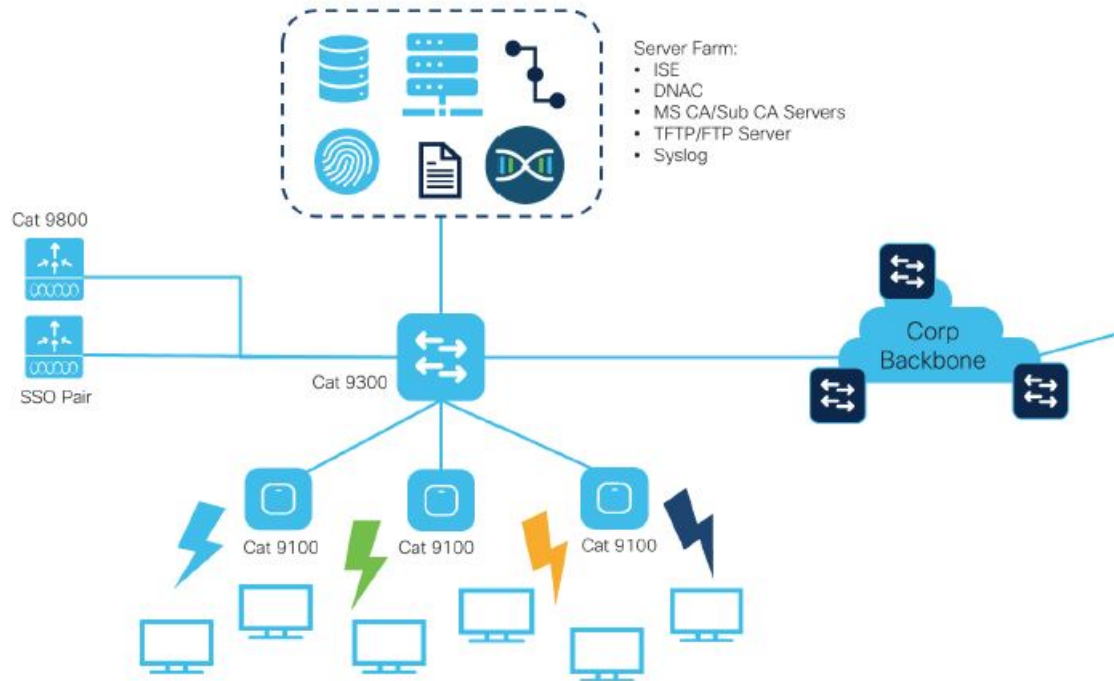 Server Farm:
• ISE
• DNAC
• MS CA/Sub CA Servers
• TFTP/FTP Server
• Syslog
Cat 9800
SSO Pair
Cat 9300
Corp
Backbone
Cat 9100
Cat 9100
Cat 9100